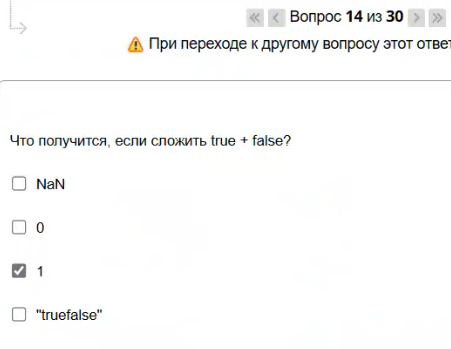 Вопрос 14 из 30
При переходе к другому вопросу этот ответ
Что получится, если сложить true + false?
NaN
0
1
"truefalse"